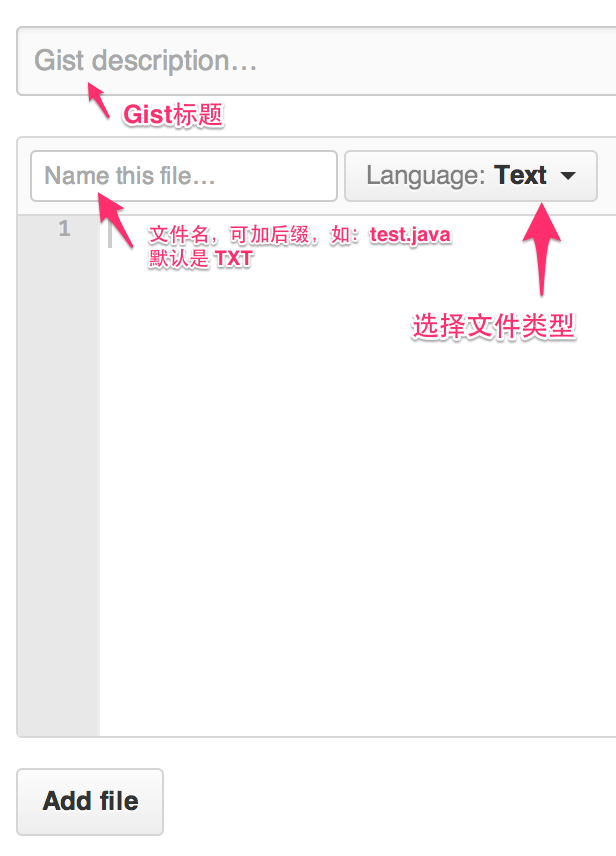 Gist description…
Gist标题
Name this file…
Language: Text
1
文件名，可加后缀，如：test.java
默认是 TXT
选择文件类型
Add file